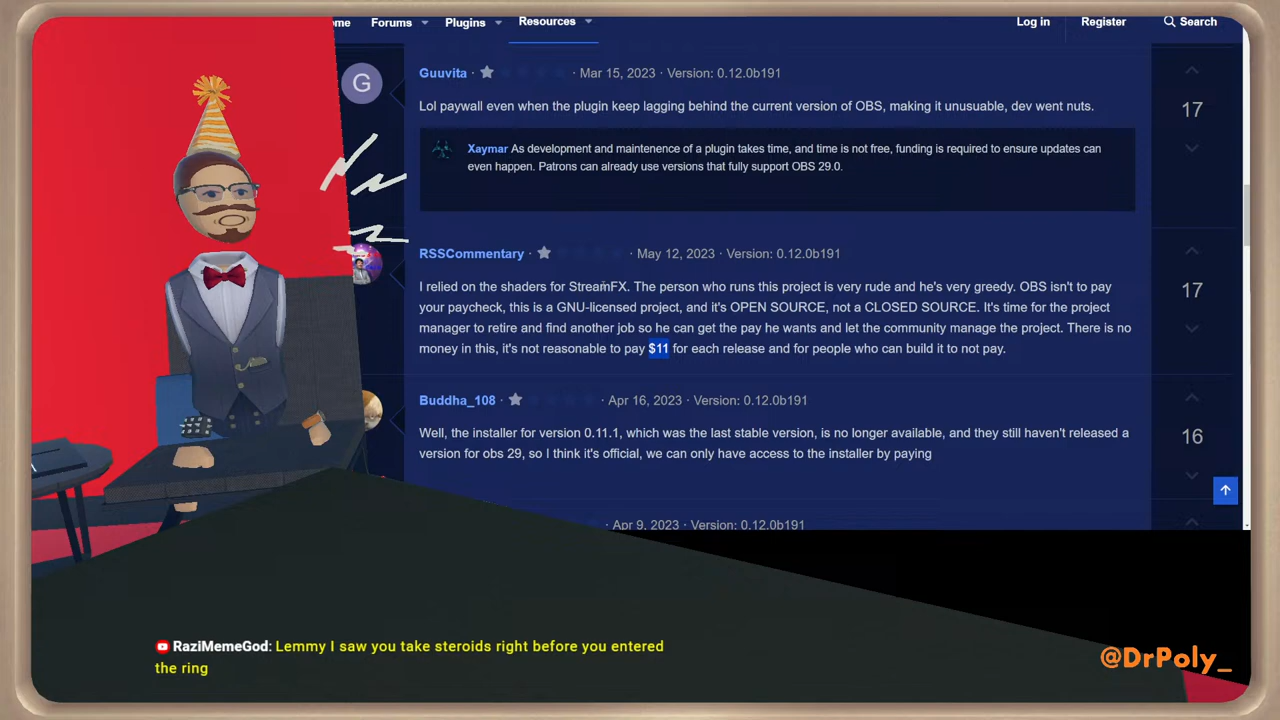 ome Forums Plugins Resources Log in Register Search
G
Guuvita · Mar 15, 2023 · Version: 0.12.0b191
Lol paywall even when the plugin keep lagging behind the current version of OBS, making it unusuable, dev went nuts.
17
Xaymar As development and maintenence of a plugin takes time, and time is not free, funding is required to ensure updates can
even happen. Patrons can already use versions that fully support OBS 29.0.
RSSCommentary · May 12, 2023 · Version: 0.12.0b191
I relied on the shaders for StreamFX. The person who runs this project is very rude and he's very greedy. OBS isn't to pay
17
your paycheck, this is a GNU-licensed project, and it's OPEN SOURCE, not a CLOSED SOURCE. It's time for the project
manager to retire and find another job so he can get the pay he wants and let the community manage the project. There is no
money in this, it's not reasonable to pay $11 for each release and for people who can build it to not pay.
Buddha_108 · Apr 16, 2023 · Version: 0.12.0b191
Well, the installer for version 0.11.1, which was the last stable version, is no longer available, and they still haven't released a
16
version for obs 29, so I think it's official, we can only have access to the installer by paying
Apr 9, 2023 · Version: 0.12.0b191
RaziMemeGod: Lemmy I saw you take steroids right before you entered
the ring
@DrPoly_